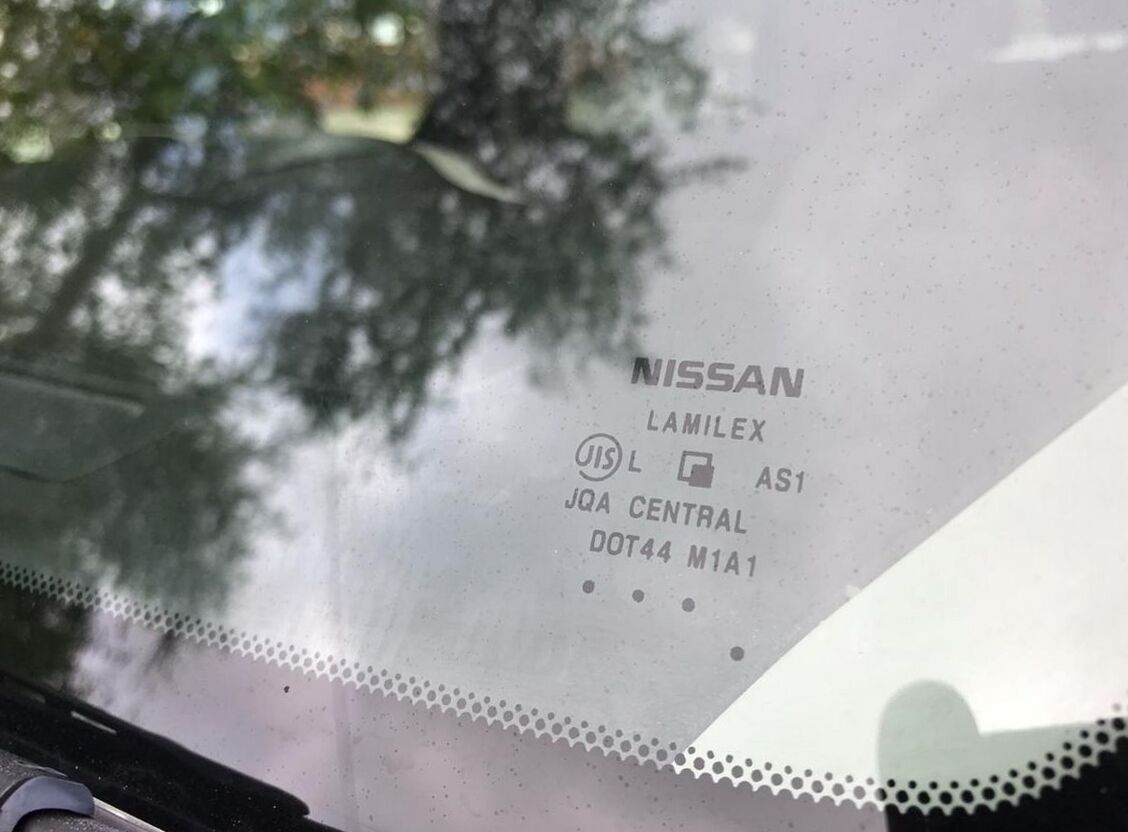 NISSAN
LAMILEX
JIS L AS1
JQA CENTRAL
DOT44 M1A1